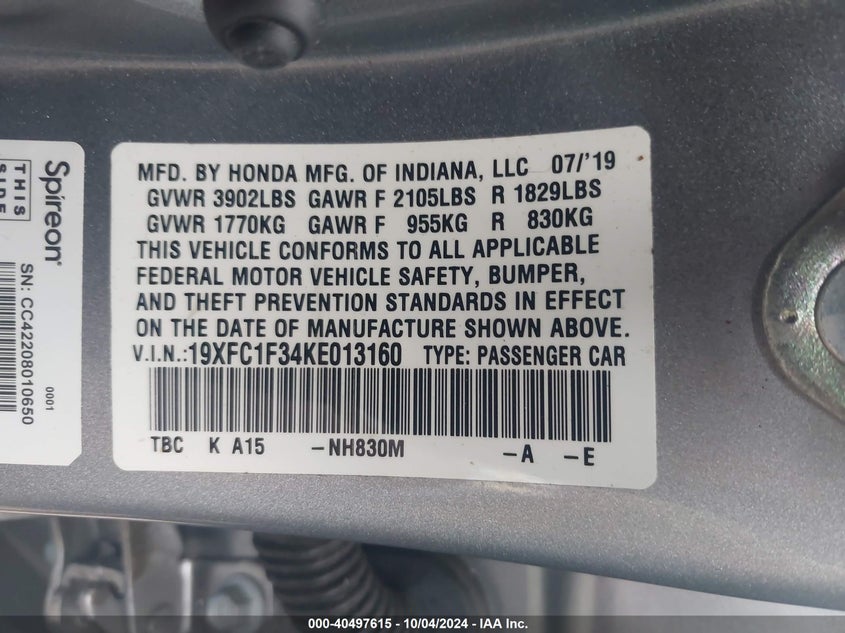 MFD. BY HONDA MFG. OF INDIANA, LLC 07/'19
GVWR 3902LBS GAWR F 2105LBS R 1829LBS
GVWR 1770KG GAWR F 955KG R 830KG
THIS VEHICLE CONFORMS TO ALL APPLICABLE
FEDERAL MOTOR VEHICLE SAFETY, BUMPER,
AND THEFT PREVENTION STANDARDS IN EFFECT
ON THE DATE OF MANUFACTURE SHOWN ABOVE.
V.I.N.:19XFC1F34KE013160 TYPE: PASSENGER CAR
TBC K A15 -NH830M -A -E
Spireon
THIS
SIDE
SN: CC42208010650
0001
000-40497615 - 10/04/2024 - IAA Inc.